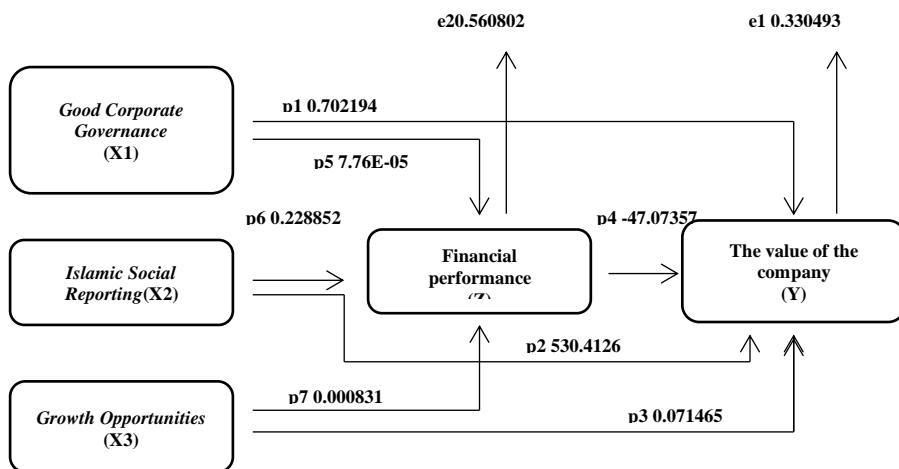 e20.560802
e1 0.330493
Good Corporate
Governance
(X1)
p1 0.702194
p5 7.76E-05
p6 0.228852
p4 -47.07357
Islamic Social
Reporting(X2)
Financial
performance
The value of the
company
(Y)
p2 530.4126
p7 0.000831
Growth Opportunities
(X3)
p3 0.071465